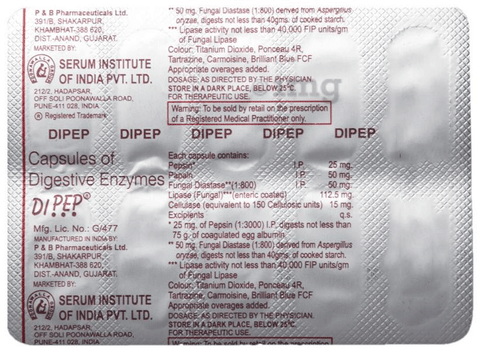 P & B Pharmaceuticals Ltd.
391/B, SHAKARPUR,
KHAMBHAT-388 620,
DIST.-ANAND, GUJARAT.
MARKETED BY:
SERUM INSTITUTE
OF INDIA PVT. LTD.
212/2, HADAPSAR,
OFF SOLI POONAWALLA ROAD,
PUNE-411 028, INDIA
® Registered Trademark
** 50 mg. Fungal Diastase (1:800) derived from Aspergillus
oryzae, digests not less than 40gms. of cooked starch.
*** Lipase activity not less than 40,000 FIP units/gm
of Fungal Lipase
Colour: Titanium Dioxide, Ponceau 4R,
Tartrazine, Carmoisine, Brilliant Blue FCF
Appropriate overages added.
DOSAGE: AS DIRECTED BY THE PHYSICIAN.
STORE IN A DARK PLACE, BELOW 25°C.
FOR THERAPEUTIC USE.
Warning: To be sold by retail on the prescription
of a Registered Medical Practitioner only.
DIPEP DIPEP DIPEP DIPEP DIPEP
Capsules of
Digestive Enzymes
DIPEP®
Mfg. Lic. No.: G/477
MANUFACTURED IN INDIA BY:
P & B Pharmaceuticals Ltd.
391/B, SHAKARPUR,
KHAMBHAT-388 620,
DIST.-ANAND, GUJARAT.
MARKETED BY:
SERUM INSTITUTE
OF INDIA PVT. LTD.
212/2, HADAPSAR,
OFF SOLI POONAWALLA ROAD,
PUNE-411 028, INDIA
Each capsule contains:
Pepsin* I.P. 25 mg.
Papain I.P. 50 mg.
Fungal Diastase**(1:800) I.P. 50 mg.
Lipase (Fungal)***(enteric coated) 112.5 mg
Cellulase (equivalent to 150 Cellulosic units) 15 mg.
Excipients q.s.
* 25 mg. of Pepsin (1:3000) I.P. digests not less than
75 g. of coagulated egg albumin.
** 50 mg. Fungal Diastase (1:800) derived from Aspergillus
oryzae, digests not less than 40gms. of cooked starch.
*** Lipase activity not less than 40,000 FIP units/gm
of Fungal Lipase
Colour: Titanium Dioxide, Ponceau 4R,
Tartrazine, Carmoisine, Brilliant Blue FCF
Appropriate overages added.
DOSAGE: AS DIRECTED BY THE PHYSICIAN.
STORE IN A DARK PLACE, BELOW 25°C.
FOR THERAPEUTIC USE.
Warning: To be sold by retail on the prescription